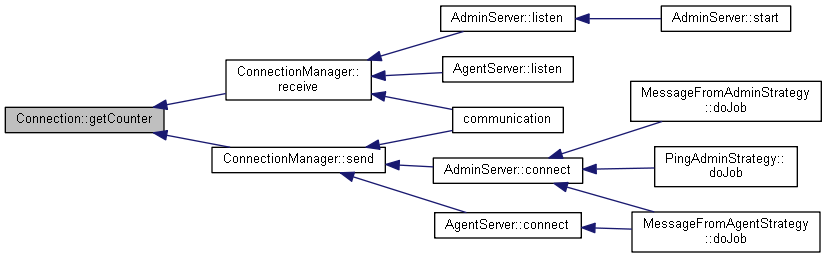 Connection::getCounter
ConnectionManager::
receive
ConnectionManager::send
AdminServer::listen
AgentServer::listen
communication
AdminServer::connect
AgentServer::connect
AdminServer::start
MessageFromAdminStrategy
::doJob
PingAdminStrategy::
doJob
MessageFromAgentStrategy
::doJob